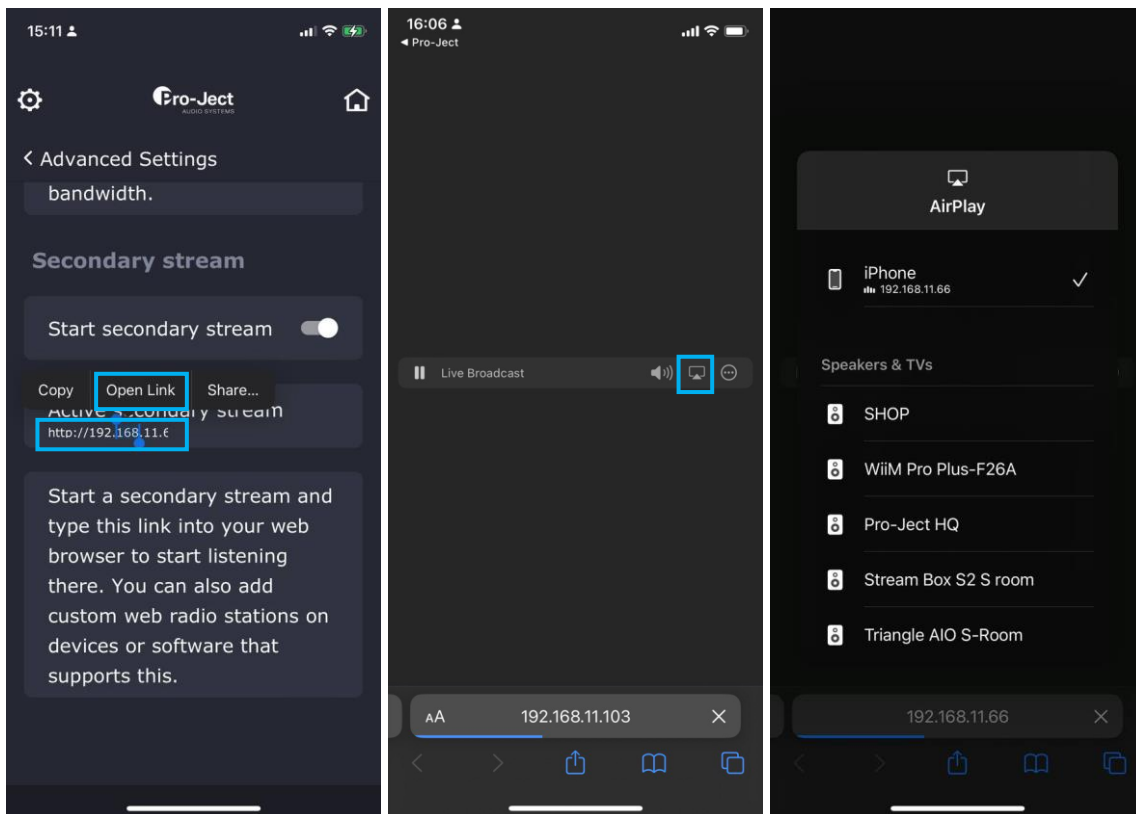 15:11
Pro-Ject
AUDIO SYSTEMS
Advanced Settings
bandwidth.
Secondary stream
Start secondary stream
Copy
Open Link
Share...
Active secondary stream
http://192.168.11.6
Start a secondary stream and
type this link into your web
browser to start listening
there. You can also add
custom web radio stations on
devices or software that
supports this.
16:06
◀ Pro-Ject
Live Broadcast
AA 192.168.11.103
AirPlay
iPhone
192.168.11.66
Speakers & TVs
SHOP
WiiM Pro Plus-F26A
Pro-Ject HQ
Stream Box S2 S room
Triangle AIO S-Room
192.168.11.66